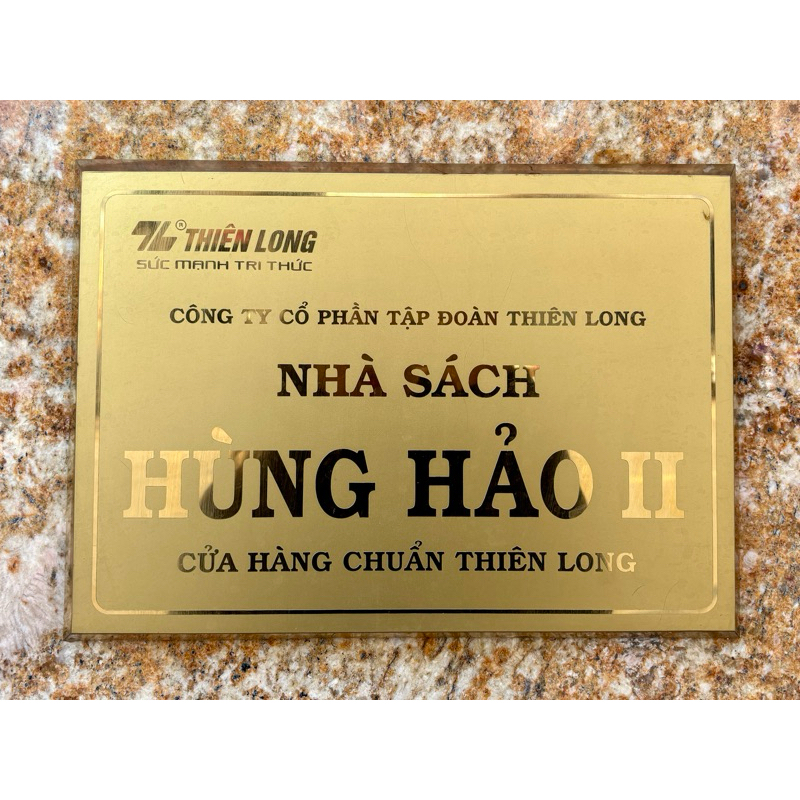 TL® THIÊN LONG
SỨC MẠNH TRI THỨC
CÔNG TY CỔ PHẦN TẬP ĐOÀN THIÊN LONG
NHÀ SÁCH
HÙNG HẢO II
CỬA HÀNG CHUẨN THIÊN LONG